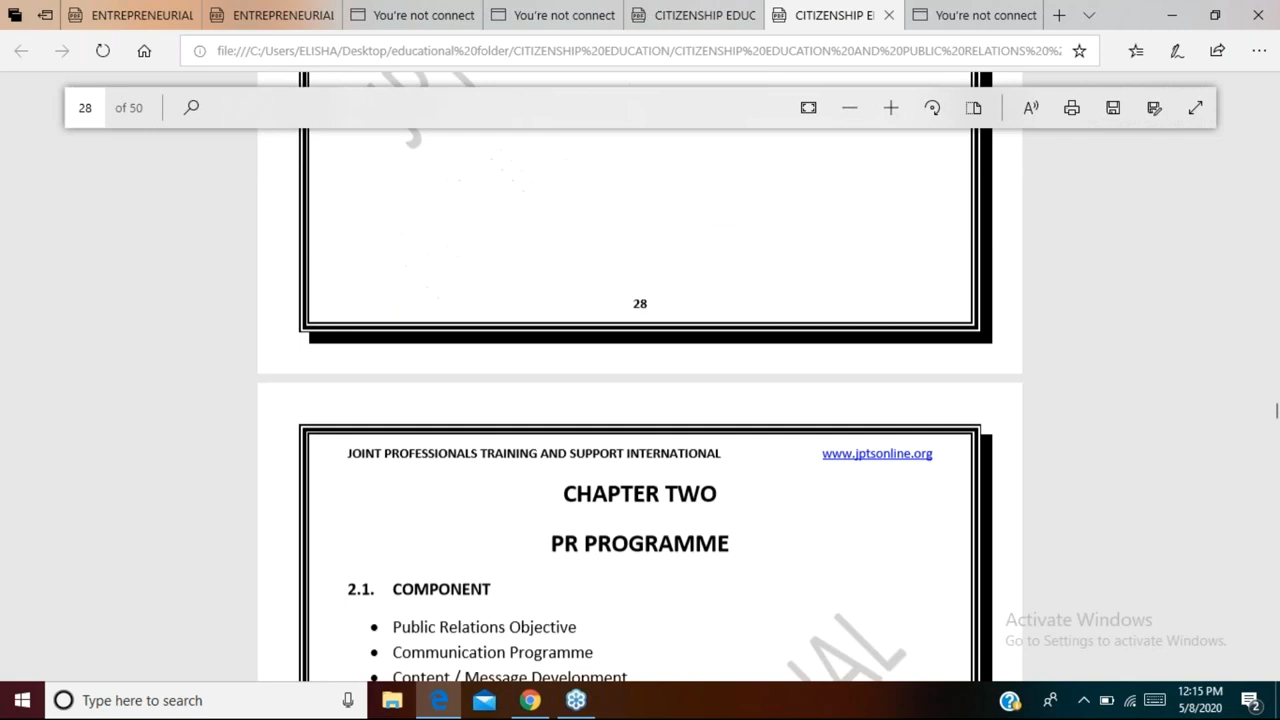 ENTREPRENEURIAL
ENTREPRENEURIAL
You're not connect
You're not connect
CITIZENSHIP EDUC
CITIZENSHIP E
You're not connect
file:///C:/Users/ELISHA/Desktop/educational%20folder/CITIZENSHIP%20EDUCATION/CITIZENSHIP%20EDUCATION%20AND%20PUBLIC%20RELATIONS%20%2
28 of 50
28
JOINT PROFESSIONALS TRAINING AND SUPPORT INTERNATIONAL www.jptsonline.org
CHAPTER TWO
PR PROGRAMME
2.1. COMPONENT
• Public Relations Objective
• Communication Programme
• Content / Message Development
Activate Windows
Go to Settings to activate Windows.
Type here to search
12:15 PM
5/8/2020
2